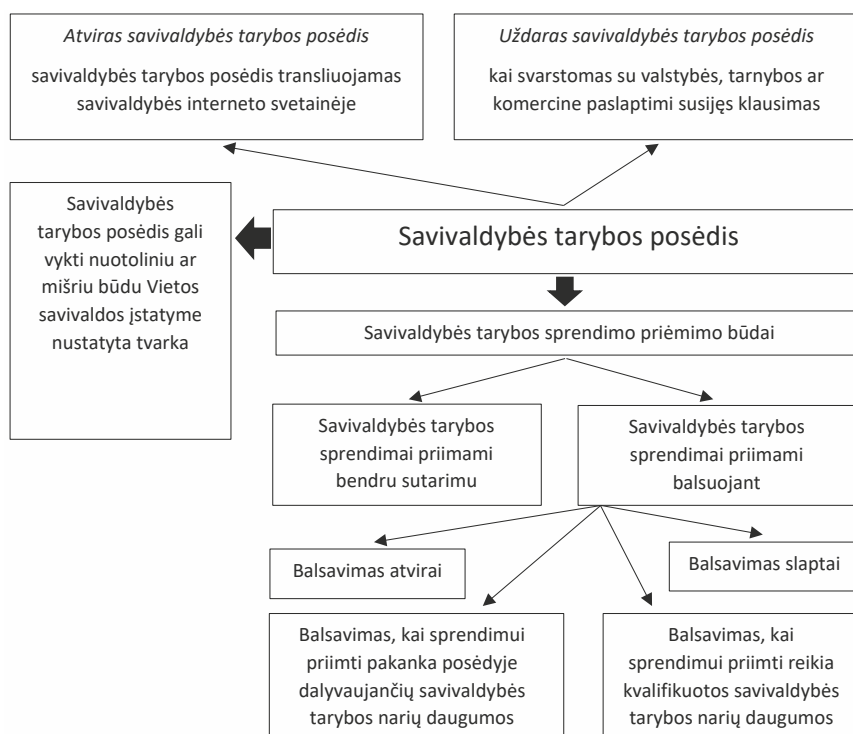 Atviras savivaldybės tarybos posėdis
savivaldybės tarybos posėdis transliuojamas
savivaldybės interneto svetainėje
Uždaras savivaldybės tarybos posėdis
kai svarstomas su valstybės, tarnybos ar
komercine paslaptimi susijęs klausimas
Savivaldybės
tarybos posėdis gali
vykti nuotoliniu ar
mišriu būdu Vietos
savivaldos įstatyme
nustatyta tvarka
Savivaldybės tarybos posėdis
Savivaldybės tarybos sprendimo priėmimo būdai
Savivaldybės tarybos
sprendimai priimami
bendru sutarimu
Savivaldybės tarybos
sprendimai priimami
balsuojant
Balsavimas atvirai
Balsavimas slaptai
Balsavimas, kai sprendimui
priimti pakanka posėdyje
dalyvaujančių savivaldybės
tarybos narių daugumos
Balsavimas, kai
sprendimui priimti reikia
kvalifikuotos savivaldybės
tarybos narių daugumos